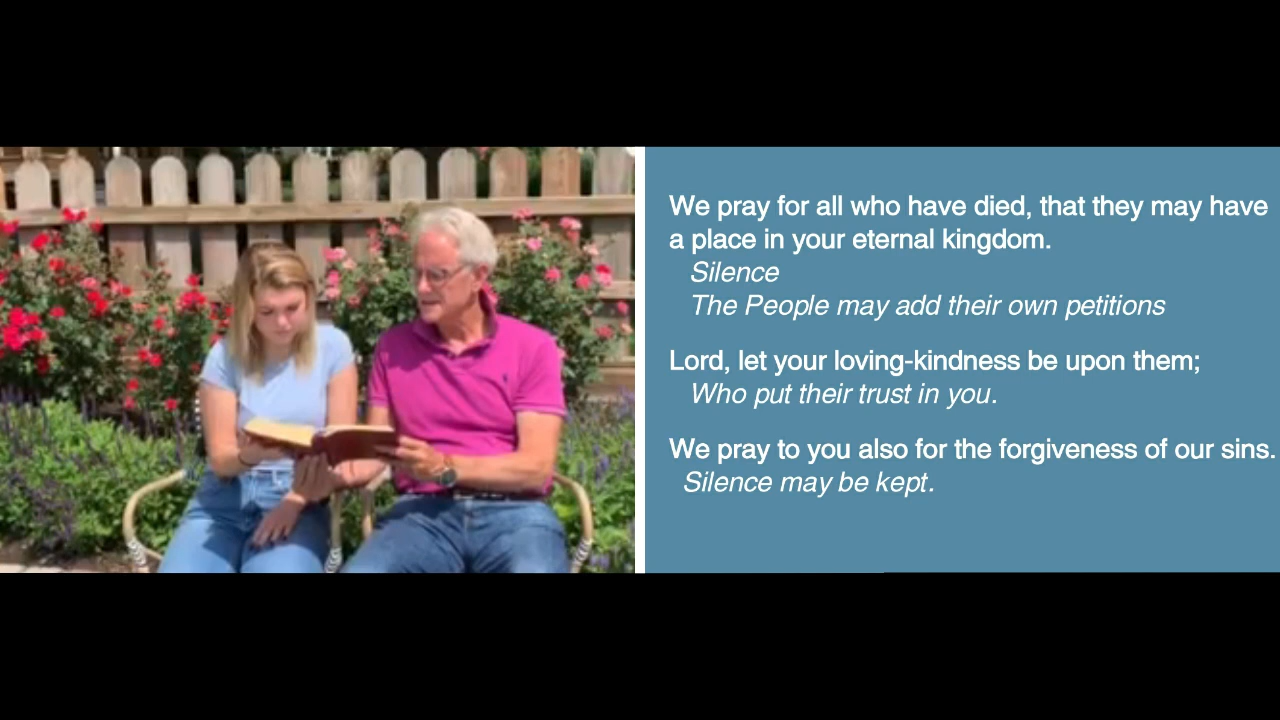 We pray for all who have died, that they may have
a place in your eternal kingdom.
Silence
The People may add their own petitions
Lord, let your loving-kindness be upon them;
Who put their trust in you.
We pray to you also for the forgiveness of our sins.
Silence may be kept.